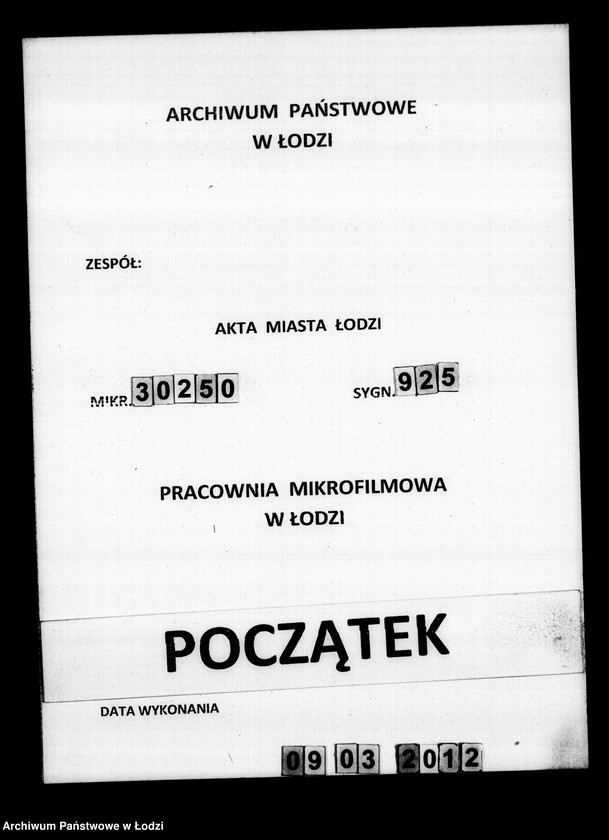 ARCHIWUM PAŃSTWOWE
W ŁODZI
ZESPÓŁ:
AKTA MIASTA ŁODZI
MIKR. 30250 SYGN. 925
PRACOWNIA MIKROFILMOWA
W ŁODZI
POCZĄTEK
DATA WYKONANIA
09 03 2012
Archiwum Państwowe w Łodzi